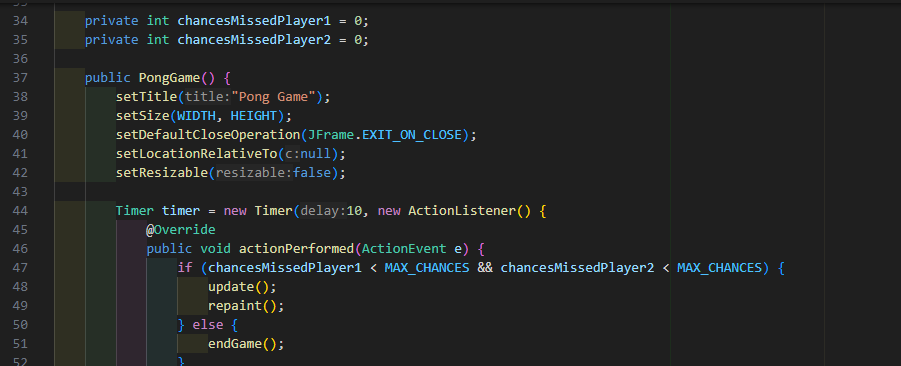 34 private int chancesMissedPlayer1 = 0;
35 private int chancesMissedPlayer2 = 0;
36
37 public PongGame() {
38 setTitle(title:"Pong Game");
39 setSize(WIDTH, HEIGHT);
40 setDefaultCloseOperation(JFrame.EXIT_ON_CLOSE);
41 setLocationRelativeTo(c:null);
42 setResizable(resizable:false);
43
44 Timer timer = new Timer(delay:10, new ActionListener() {
45 @Override
46 public void actionPerformed(ActionEvent e) {
47 if (chancesMissedPlayer1 < MAX_CHANCES && chancesMissedPlayer2 < MAX_CHANCES) {
48 update();
49 repaint();
50 } else {
51 endGame();
52 }